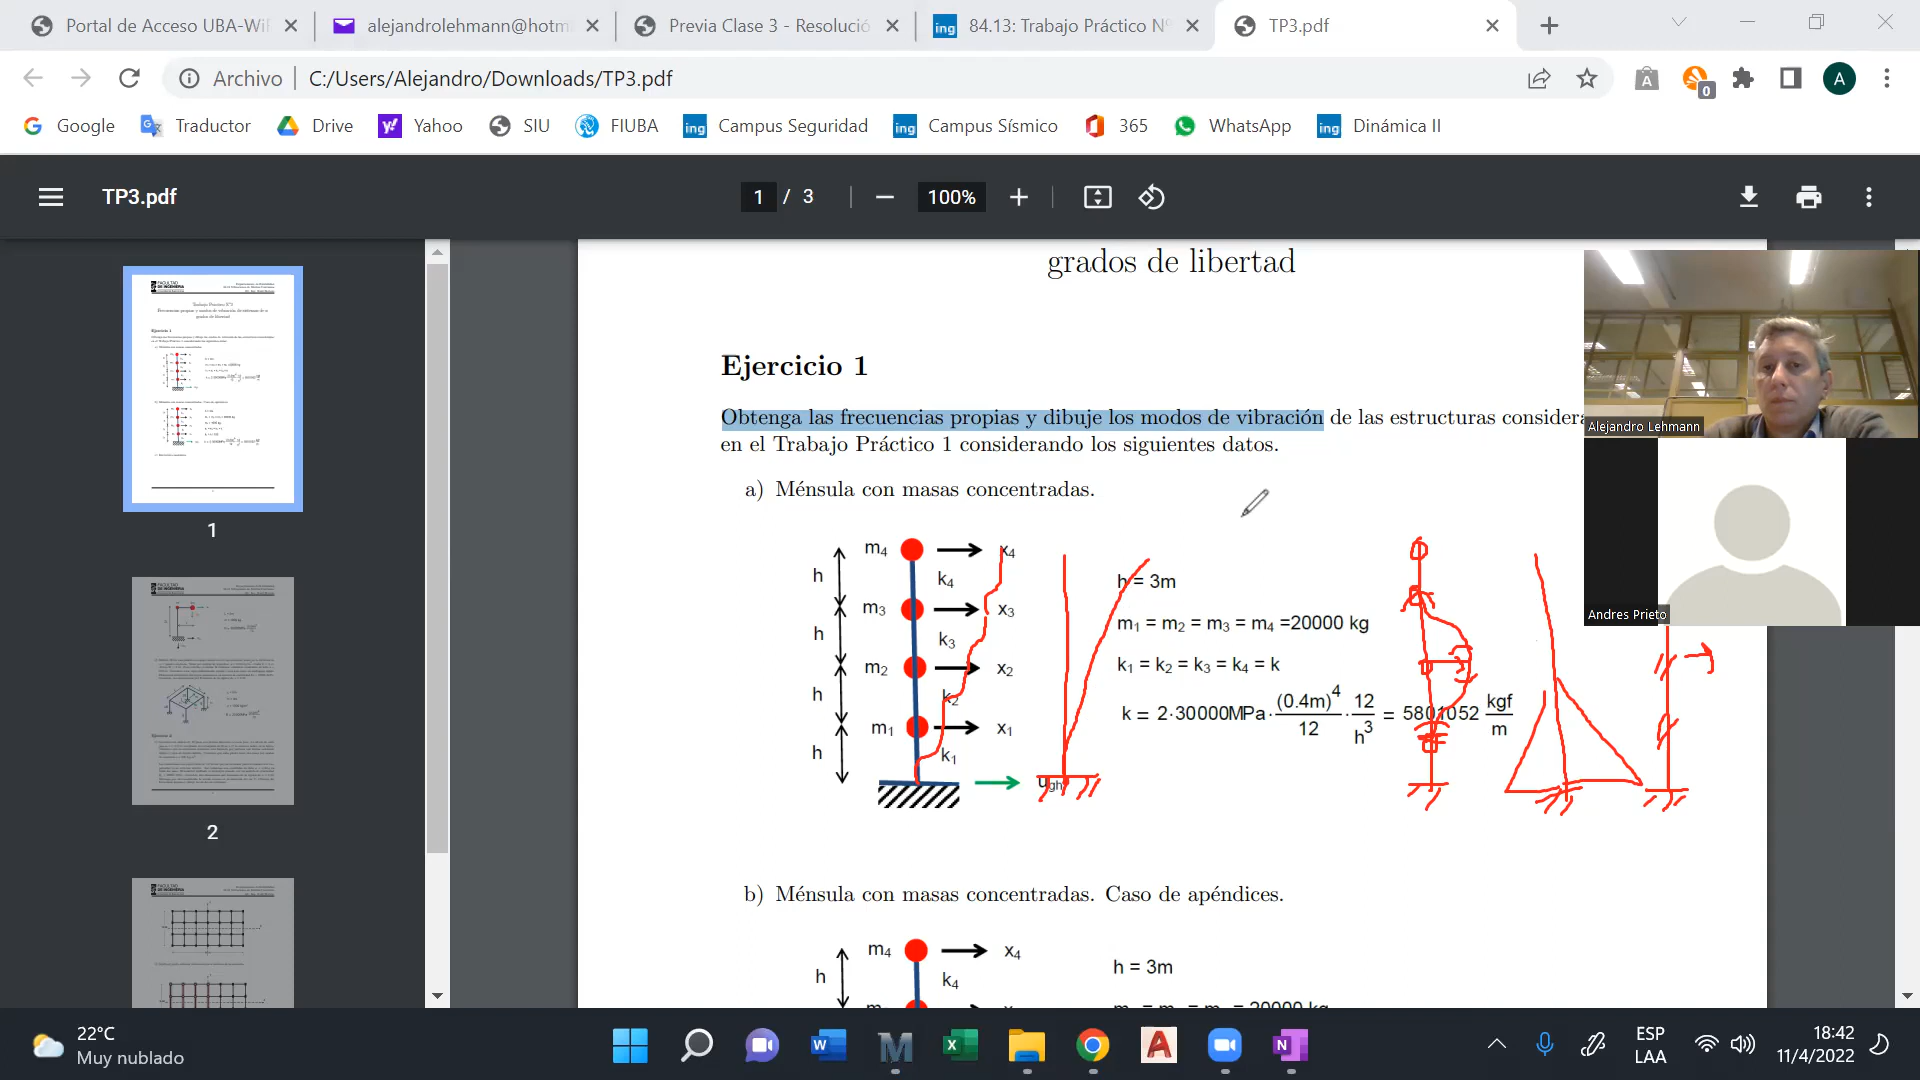 Portal de Acceso UBA-WiF
alejandrolehmann@hotm
Previa Clase 3 - Resolució
84.13: Trabajo Práctico N°
TP3.pdf
Archivo
C:/Users/Alejandro/Downloads/TP3.pdf
A
0
A
Google
Traductor
Drive
Yahoo
SIU
FIUBA
Campus Seguridad
Campus Sísmico
365
WhatsApp
Dinámica II
TP3.pdf
1 / 3
100%
1
2
grados de libertad
Ejercicio 1
Obtenga las frecuencias propias y dibuje los modos de vibración de las estructuras considera
en el Trabajo Práctico 1 considerando los siguientes datos.
a) Ménsula con masas concentradas.
m4 x4
h k4
m3 x3
h k3
m2 x2
h k2
m1 x1
h k1
ugh
h = 3m
m1 = m2 = m3 = m4 =20000 kg
k1 = k2 = k3 = k4 = k
k = 2·30000MPa·(0.4m)^4/12 · 12/h^3 = 5801052 kgf/m
b) Ménsula con masas concentradas. Caso de apéndices.
m4 x4
h k4
h = 3m
Alejandro Lehmann
Andres Prieto
22°C
Muy nublado
ESP
LAA
18:42
11/4/2022